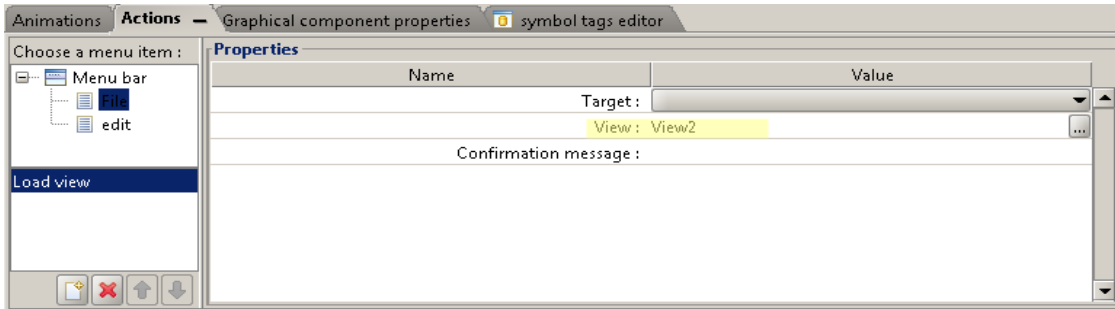 Animations Actions Graphical component properties symbol tags editor
Choose a menu item :
Menu bar
File
edit
Load view
Properties
Name Value
Target :
View : View2 ...
Confirmation message :